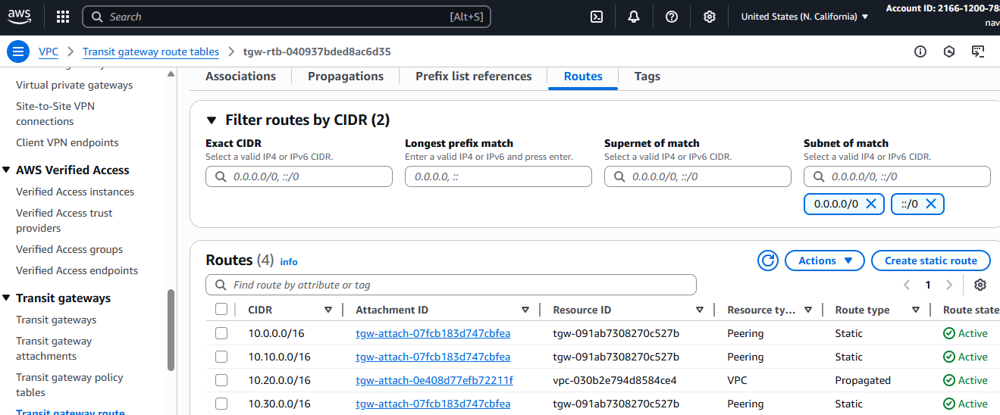 aws
Search [Alt+S]
United States (N. California)
Account ID: 2166-1200-78
nav
VPC > Transit gateway route tables > tgw-rtb-040937bded8ac6d35
Virtual private gateways
Site-to-Site VPN
connections
Client VPN endpoints
AWS Verified Access
Verified Access instances
Verified Access trust
providers
Verified Access groups
Verified Access endpoints
Transit gateways
Transit gateways
Transit gateway
attachments
Transit gateway policy
tables
Transit gateway route
Associations Propagations Prefix list references Routes Tags
Filter routes by CIDR (2)
Exact CIDR Longest prefix match Supernet of match Subnet of match
Select a valid IP4 or IPv6 CIDR. Enter a valid IP4 or IPv6 and press enter. Select a valid IP4 or IPv6 CIDR. Select a valid IP4 or IPv6 CIDR.
0.0.0.0/0, ::/0 0.0.0.0, :: 0.0.0.0/0, ::/0 0.0.0.0/0, ::/0
0.0.0.0/0 ::/0
Routes (4) info Actions Create static route
Find route by attribute or tag 1
CIDR Attachment ID Resource ID Resource ty... Route type Route state
10.0.0.0/16 tgw-attach-07fcb183d747cbfea tgw-091ab7308270c527b Peering Static Active
10.10.0.0/16 tgw-attach-07fcb183d747cbfea tgw-091ab7308270c527b Peering Static Active
10.20.0.0/16 tgw-attach-0e408d77efb72211f vpc-030b2e794d8584ce4 VPC Propagated Active
10.30.0.0/16 tgw-attach-07fcb183d747cbfea tgw-091ab7308270c527b Peering Static Active